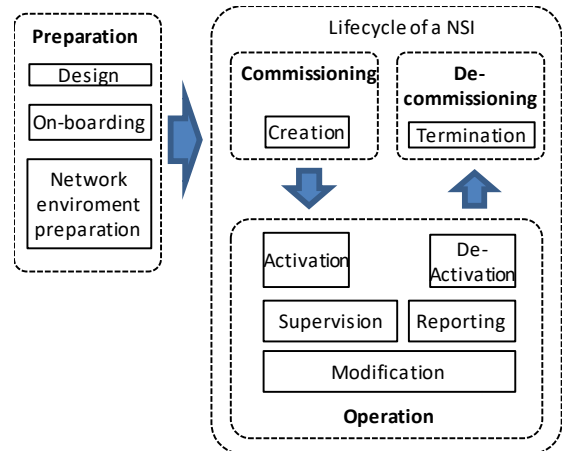 Preparation
Design
On-boarding
Network
enviroment
preparation
Lifecycle of a NSI
Commissioning
Creation
De-
commissioning
Termination
Activation
De-
Activation
Supervision
Reporting
Modification
Operation